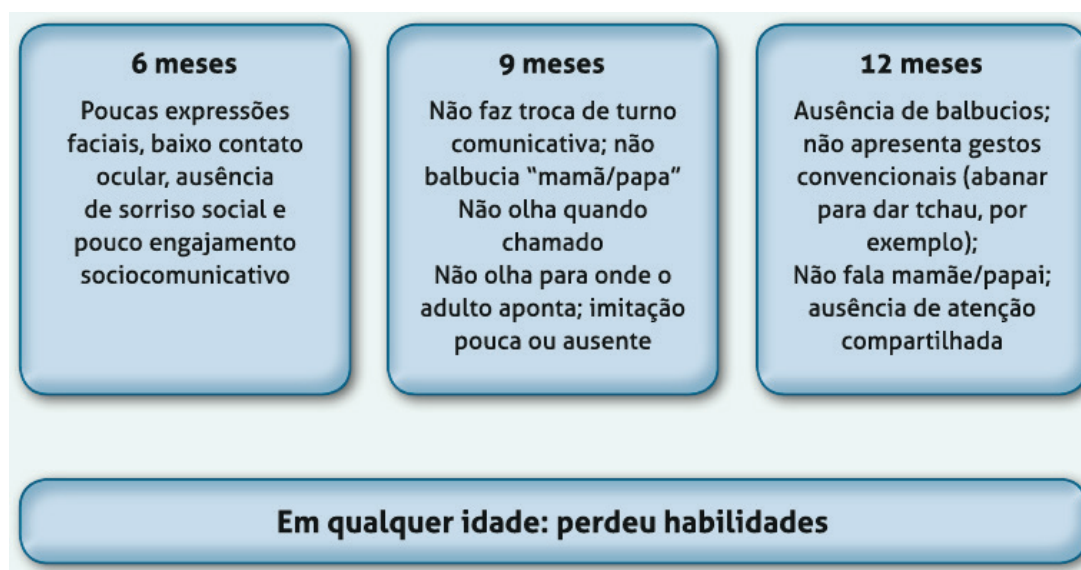 6 meses
Poucas expressões
faciais, baixo contato
ocular, ausência
de sorriso social e
pouco engajamento
sociocomunicativo
9 meses
Não faz troca de turno
comunicativa; não
balbucia “mamã/papa”
Não olha quando
chamado
Não olha para onde o
adulto aponta; imitação
pouca ou ausente
12 meses
Ausência de balbucios;
não apresenta gestos
convencionais (abanar
para dar tchau, por
exemplo);
Não fala mamãe/papai;
ausência de atenção
compartilhada
Em qualquer idade: perdeu habilidades